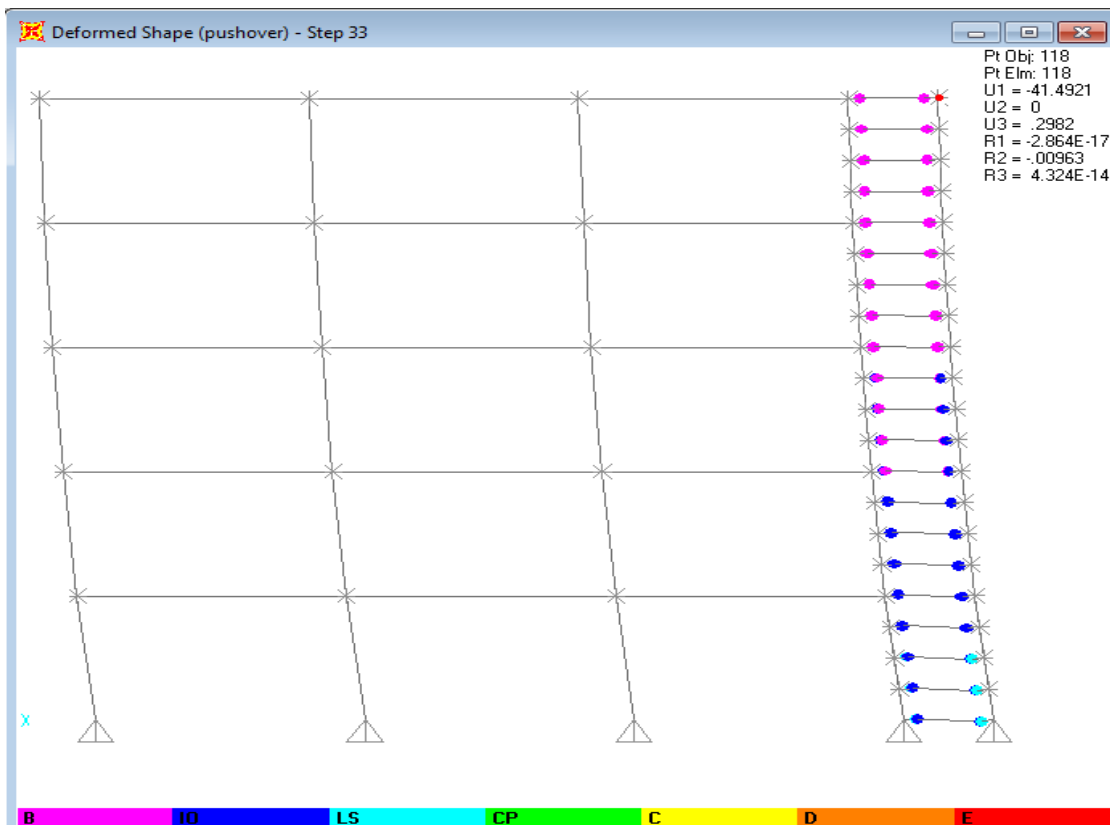 Deformed Shape (pushover) - Step 33
Pt Obj: 118
Pt Elm: 118
U1 = -41.4921
U2 = 0
U3 = .2982
R1 = -2.864E-17
R2 = -.00963
R3 = 4.324E-14
X
B IO LS CP C D E